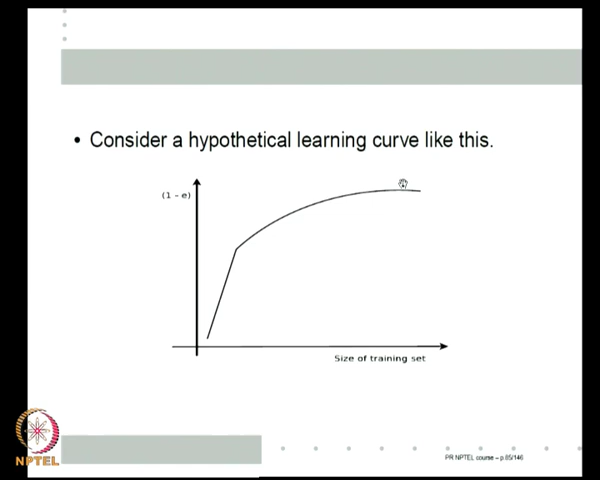 • Consider a hypothetical learning curve like this.
(1 – e)
Size of training set
NPTEL
PR NPTEL course – p.85/146